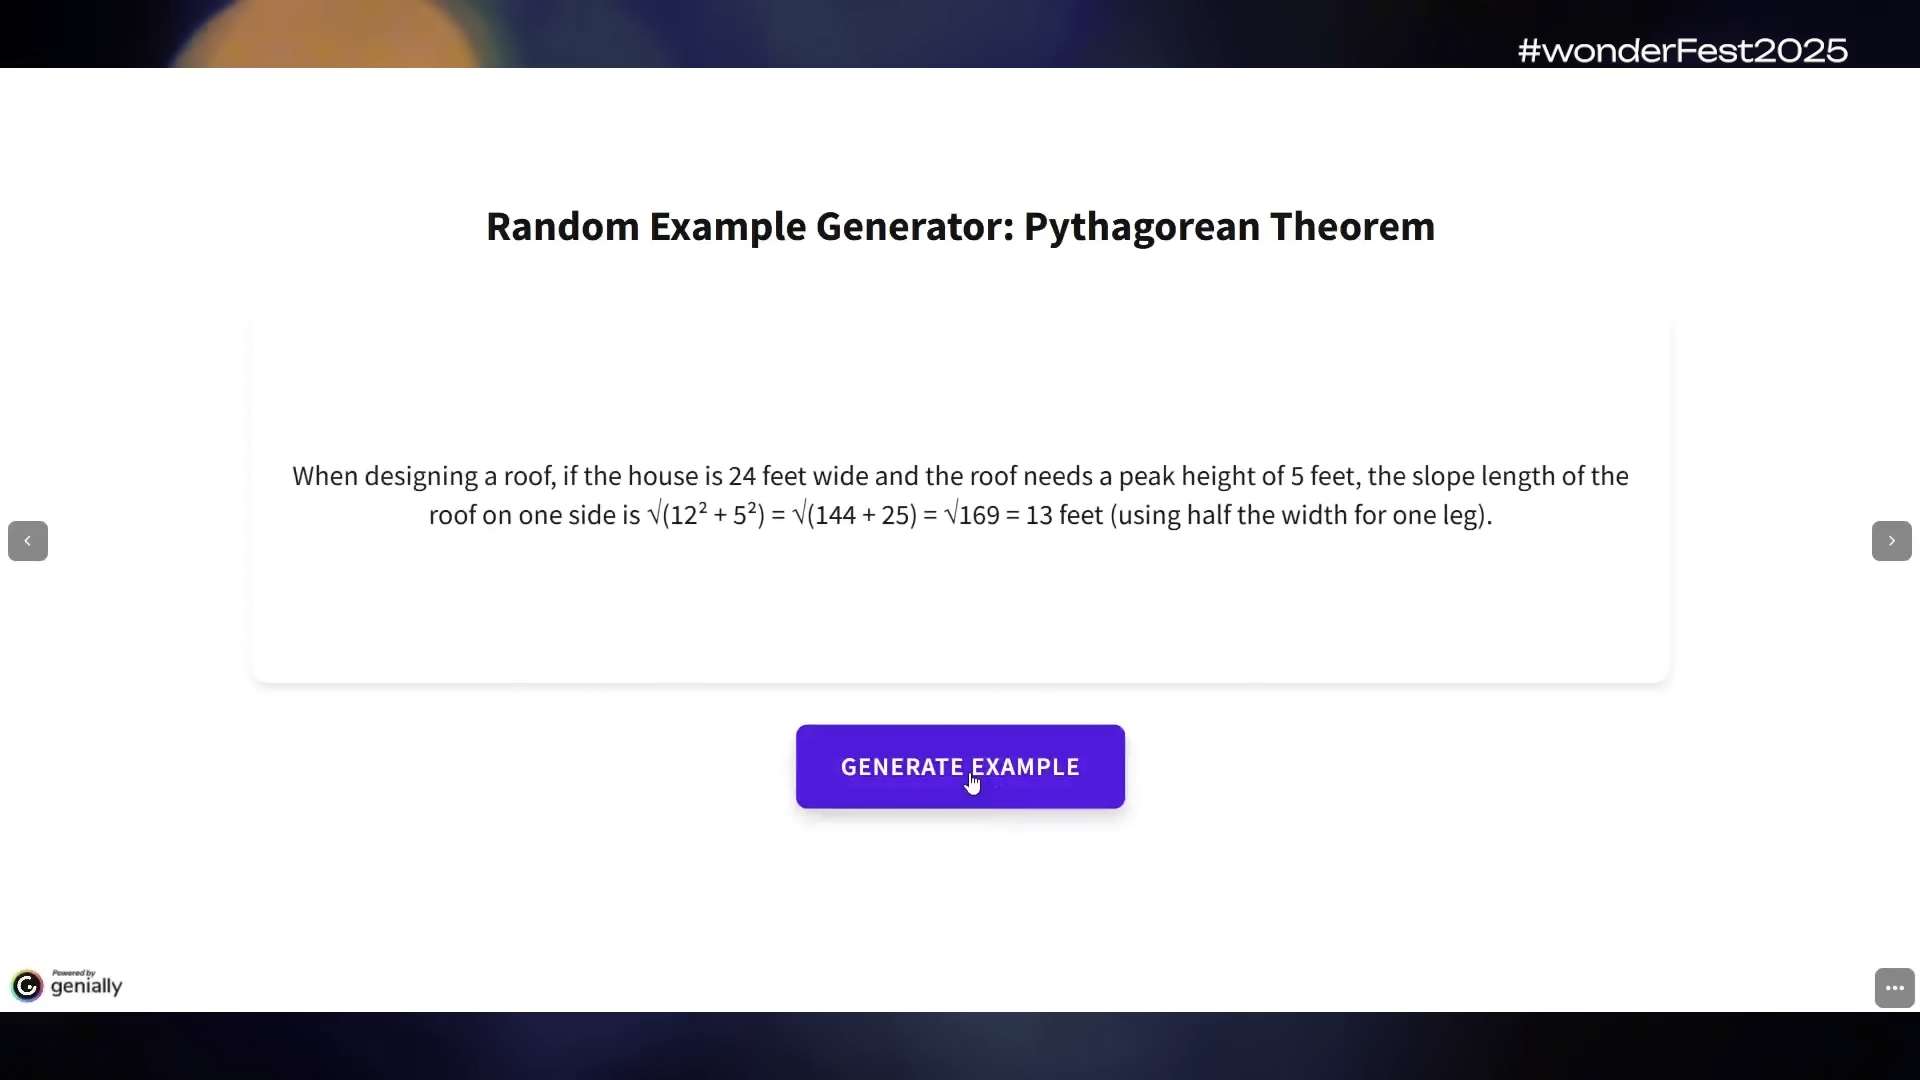 #wonderFest2025
Random Example Generator: Pythagorean Theorem
When designing a roof, if the house is 24 feet wide and the roof needs a peak height of 5 feet, the slope length of the
roof on one side is √(12² + 5²) = √(144 + 25) = √169 = 13 feet (using half the width for one leg).
GENERATE EXAMPLE
Powered by
genially